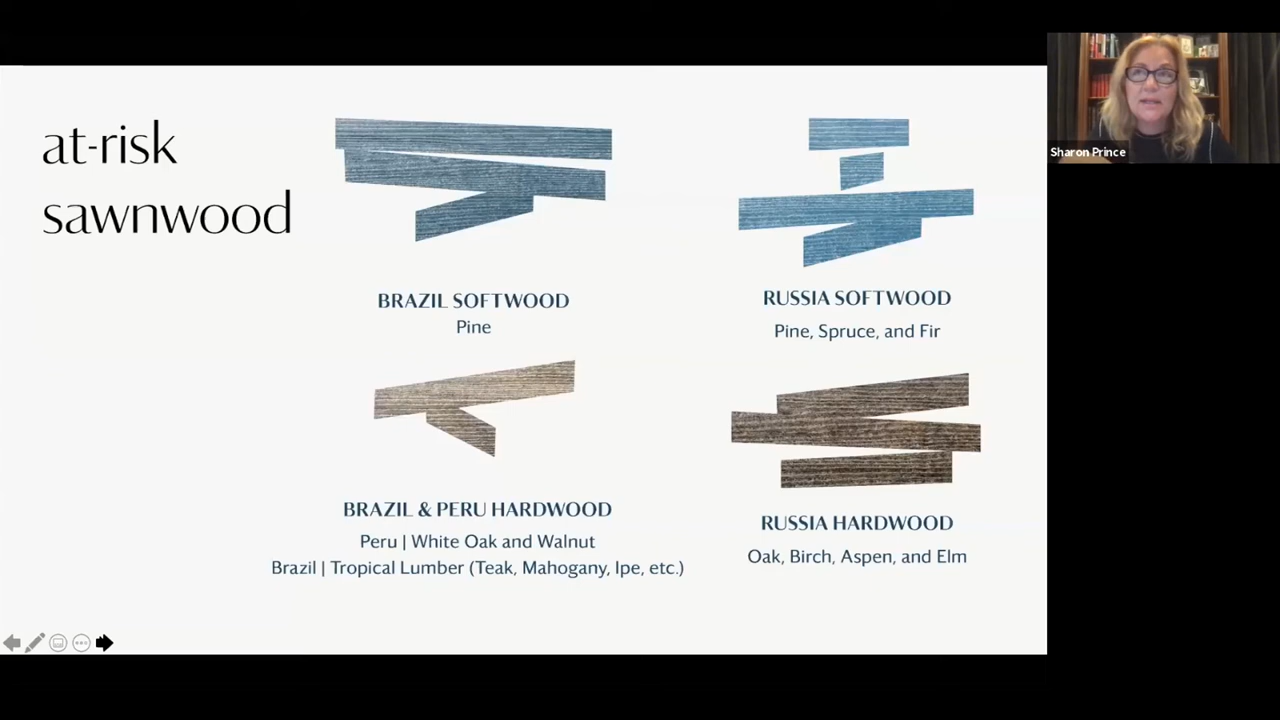 at-risk
sawnwood
BRAZIL SOFTWOOD
Pine
RUSSIA SOFTWOOD
Pine, Spruce, and Fir
BRAZIL & PERU HARDWOOD
Peru | White Oak and Walnut
Brazil | Tropical Lumber (Teak, Mahogany, Ipe, etc.)
RUSSIA HARDWOOD
Oak, Birch, Aspen, and Elm
Sharon Prince